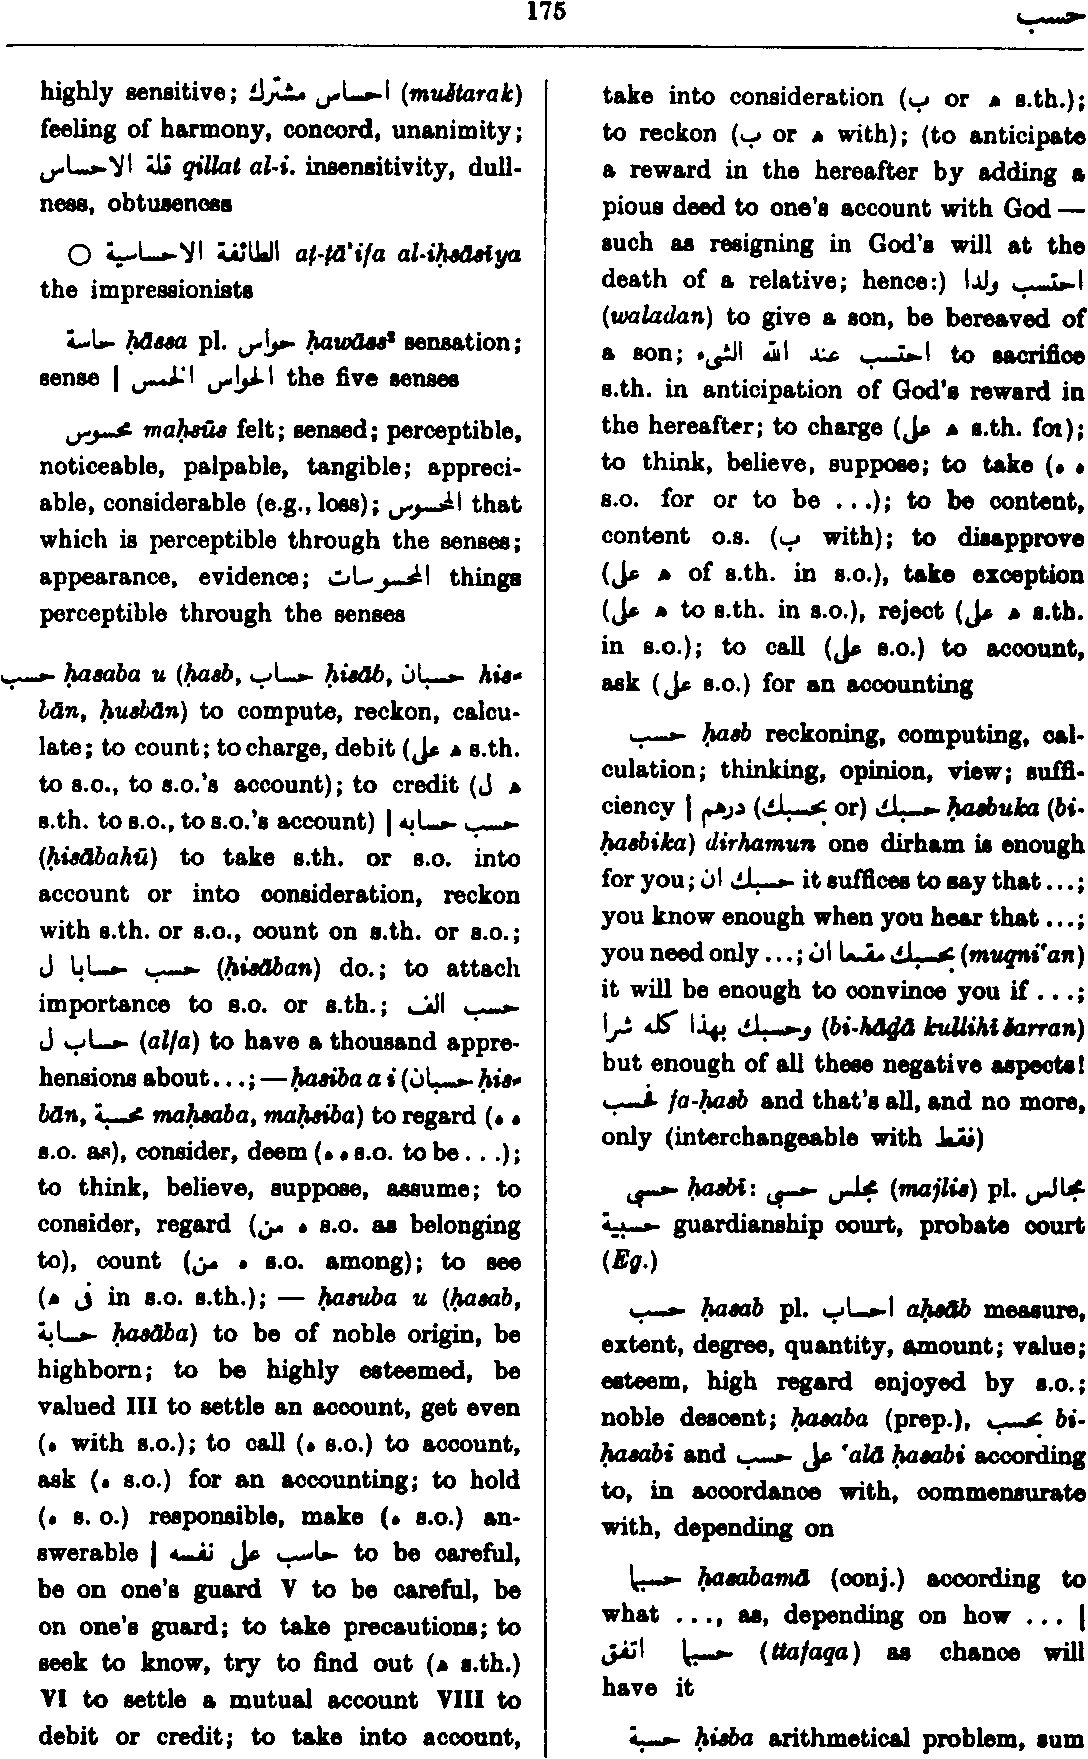 175
حسب
highly sensitive; احساس مشترك (muštarak)
feeling of harmony, concord, unanimity;
قلة الاحساس qillat al-i. insensitivity, dull-
ness, obtuseness
○ الطائفة الاحساسية aṭ-ṭā'ifa al-iḥsāsīya
the impressionists
حاسة ḥāssa pl. حواس ḥawāss² sensation;
sense | الحواس الخمس the five senses
محسوس maḥsūs felt; sensed; perceptible,
noticeable, palpable, tangible; appreci-
able, considerable (e.g., loss); المحسوس that
which is perceptible through the senses;
appearance, evidence; المحسوسات things
perceptible through the senses
حسب ḥasaba u (ḥasb, حساب ḥisāb, حسبان ḥis-
bān, ḥusbān) to compute, reckon, calcu-
late; to count; to charge, debit (على ه s.th.
to s.o., to s.o.'s account); to credit (ل ه
s.th. to s.o., to s.o.'s account) | حسب حسابه
(ḥisābahū) to take s.th. or s.o. into
account or into consideration, reckon
with s.th. or s.o., count on s.th. or s.o.;
حسب حسابا ل (ḥisāban) do.; to attach
importance to s.o. or s.th.; حسب الف
حساب ل (alfa) to have a thousand appre-
hensions about...; — ḥasiba a i (حسبان ḥis-
bān, محسبة maḥsaba, maḥsiba) to regard (ه ه
s.o. as), consider, deem (ه ه s.o. to be ...);
to think, believe, suppose, assume; to
consider, regard (من ه s.o. as belonging
to), count (من ه s.o. among); to see
(ه فى in s.o. s.th.); — ḥasuba u (ḥasab,
حسابة ḥasāba) to be of noble origin, be
highborn; to be highly esteemed, be
valued III to settle an account, get even
(ه with s.o.); to call (ه s.o.) to account,
ask (ه s.o.) for an accounting; to hold
(ه s. o.) responsible, make (ه s.o.) an-
swerable | حاسب على نفسه to be careful,
be on one's guard V to be careful, be
on one's guard; to take precautions; to
seek to know, try to find out (ه s.th.)
VI to settle a mutual account VIII to
debit or credit; to take into account,
take into consideration (ب or ه s.th.);
to reckon (ب or ه with); (to anticipate
a reward in the hereafter by adding a
pious deed to one's account with God —
such as resigning in God's will at the
death of a relative; hence:) احتسب ولدا
(waladan) to give a son, be bereaved of
a son; احتسب عند الله الشىء to sacrifice
s.th. in anticipation of God's reward in
the hereafter; to charge (على ه s.th. for);
to think, believe, suppose; to take (ه ه
s.o. for or to be ...); to be content,
content o.s. (ب with); to disapprove
(على ه of s.th. in s.o.), take exception
(على ه to s.th. in s.o.), reject (على ه s.th.
in s.o.); to call (على s.o.) to account,
ask (على s.o.) for an accounting
حسب ḥasb reckoning, computing, cal-
culation; thinking, opinion, view; suffi-
ciency | حسبك (or بحسبك) درهم ḥasbuka (bi-
ḥasbika) dirhamun one dirham is enough
for you; حسبك ان it suffices to say that ...;
you know enough when you hear that ...;
you need only ...; بحسبك مقنعا ان (muqni'an)
it will be enough to convince you if ...;
وحسبك بهذا كله شرا (bi-hāḏā kullihī šarran)
but enough of all these negative aspects!
فحسب fa-ḥasb and that's all, and no more,
only (interchangeable with فقط)
حسبى ḥasbī: مجلس حسبى (majlis) pl. مجالس
حسبية guardianship court, probate court
(Eg.)
حسب ḥasab pl. احساب aḥsāb measure,
extent, degree, quantity, amount; value;
esteem, high regard enjoyed by s.o.;
noble descent; ḥasaba (prep.), بحسب bi-
ḥasabi and على حسب 'alā ḥasabi according
to, in accordance with, commensurate
with, depending on
حسبما ḥasabamā (conj.) according to
what ..., as, depending on how ... |
حسبما اتفق (ttafaqa) as chance will
have it
حسبة ḥisba arithmetical problem, sum